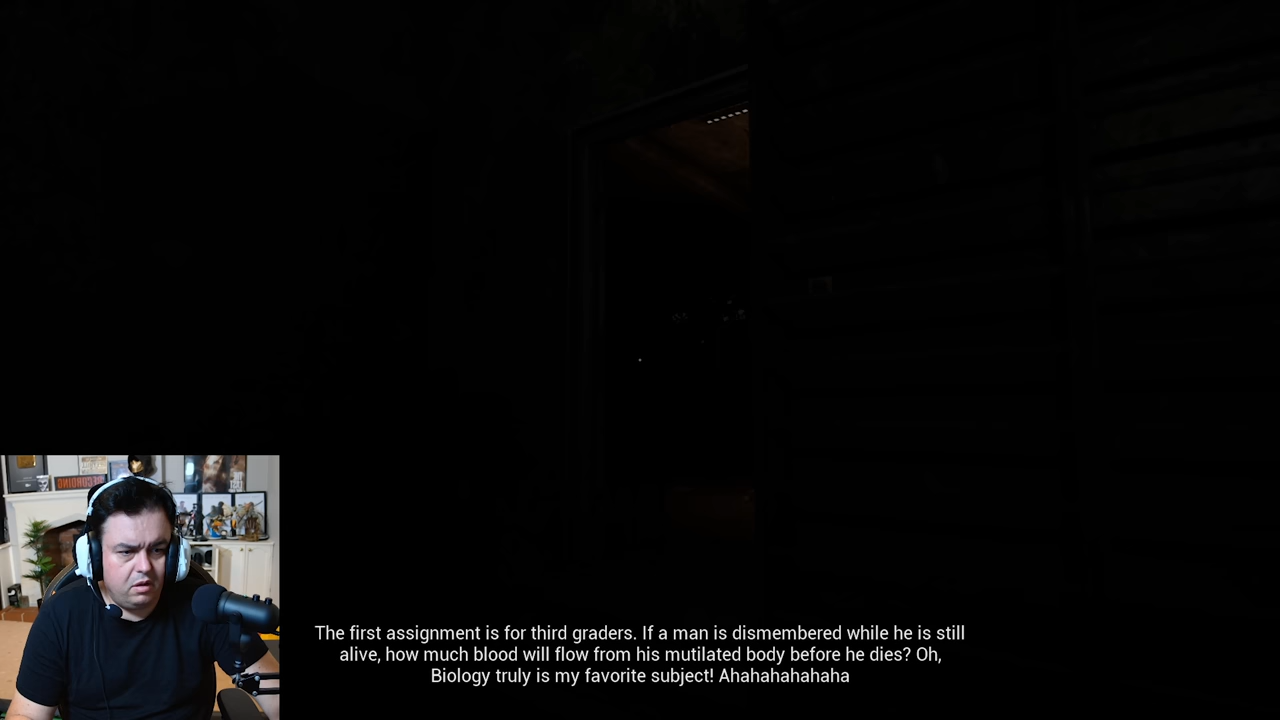 The first assignment is for third graders. If a man is dismembered while he is still
alive, how much blood will flow from his mutilated body before he dies? Oh,
Biology truly is my favorite subject! Ahahahahahaha